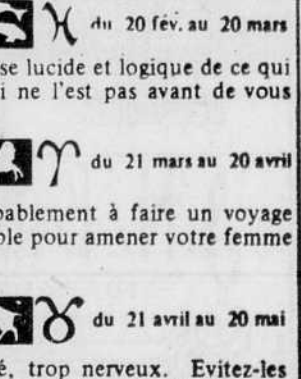 ♓ du 20 fév. au 20 mars
se lucide et logique de ce qui
i ne l'est pas avant de vous
♈ du 21 mars au 20 avril
bablement à faire un voyage
ble pour amener votre femme
♉ du 21 avril au 20 mai
é, trop nerveux. Evitez-les